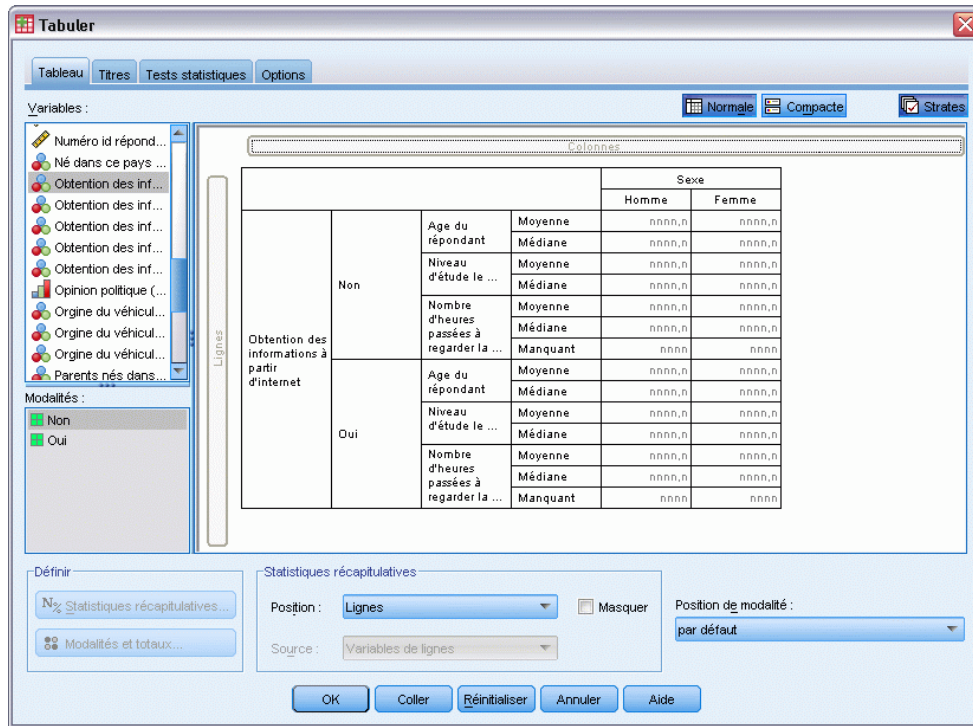 Tabuler
Tableau Titres Tests statistiques Options
Variables :
Normale Compacte Strates
Numéro id répond...
Né dans ce pays ...
Obtention des inf...
Obtention des inf...
Obtention des inf...
Obtention des inf...
Obtention des inf...
Opinion politique (...
Orgine du véhicul...
Orgine du véhicul...
Orgine du véhicul...
Parents nés dans...
Modalités :
Non
Oui
Colonnes
Lignes
Sexe
Homme Femme
Obtention des
informations à
partir
d'internet
Non
Age du
répondant
Moyenne nnnn,n nnnn,n
Médiane nnnn,n nnnn,n
Niveau
d'étude le ...
Moyenne nnnn,n nnnn,n
Médiane nnnn,n nnnn,n
Nombre
d'heures
passées à
regarder la ...
Moyenne nnnn,n nnnn,n
Médiane nnnn,n nnnn,n
Manquant nnnn nnnn
Oui
Age du
répondant
Moyenne nnnn,n nnnn,n
Médiane nnnn,n nnnn,n
Niveau
d'étude le ...
Moyenne nnnn,n nnnn,n
Médiane nnnn,n nnnn,n
Nombre
d'heures
passées à
regarder la ...
Moyenne nnnn,n nnnn,n
Médiane nnnn,n nnnn,n
Manquant nnnn nnnn
Définir
N% Statistiques récapitulatives...
Modalités et totaux...
Statistiques récapitulatives
Position : Lignes Masquer
Source : Variables de lignes
Position de modalité :
par défaut
OK Coller Réinitialiser Annuler Aide